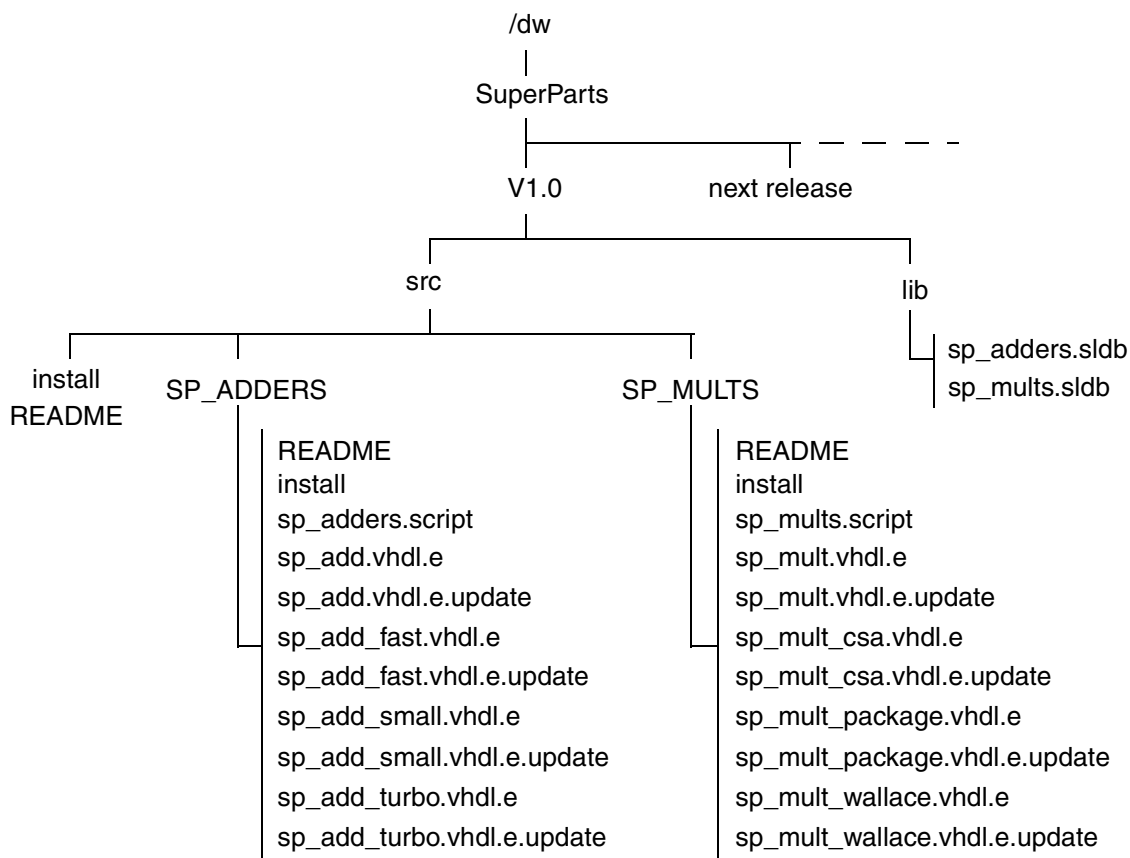 /dw
SuperParts
V1.0
next release
src
lib
sp_adders.sldb
sp_mults.sldb
install
README
SP_ADDERS
SP_MULTS
README
install
sp_adders.script
sp_add.vhdl.e
sp_add.vhdl.e.update
sp_add_fast.vhdl.e
sp_add_fast.vhdl.e.update
sp_add_small.vhdl.e
sp_add_small.vhdl.e.update
sp_add_turbo.vhdl.e
sp_add_turbo.vhdl.e.update
README
install
sp_mults.script
sp_mult.vhdl.e
sp_mult.vhdl.e.update
sp_mult_csa.vhdl.e
sp_mult_csa.vhdl.e.update
sp_mult_package.vhdl.e
sp_mult_package.vhdl.e.update
sp_mult_wallace.vhdl.e
sp_mult_wallace.vhdl.e.update